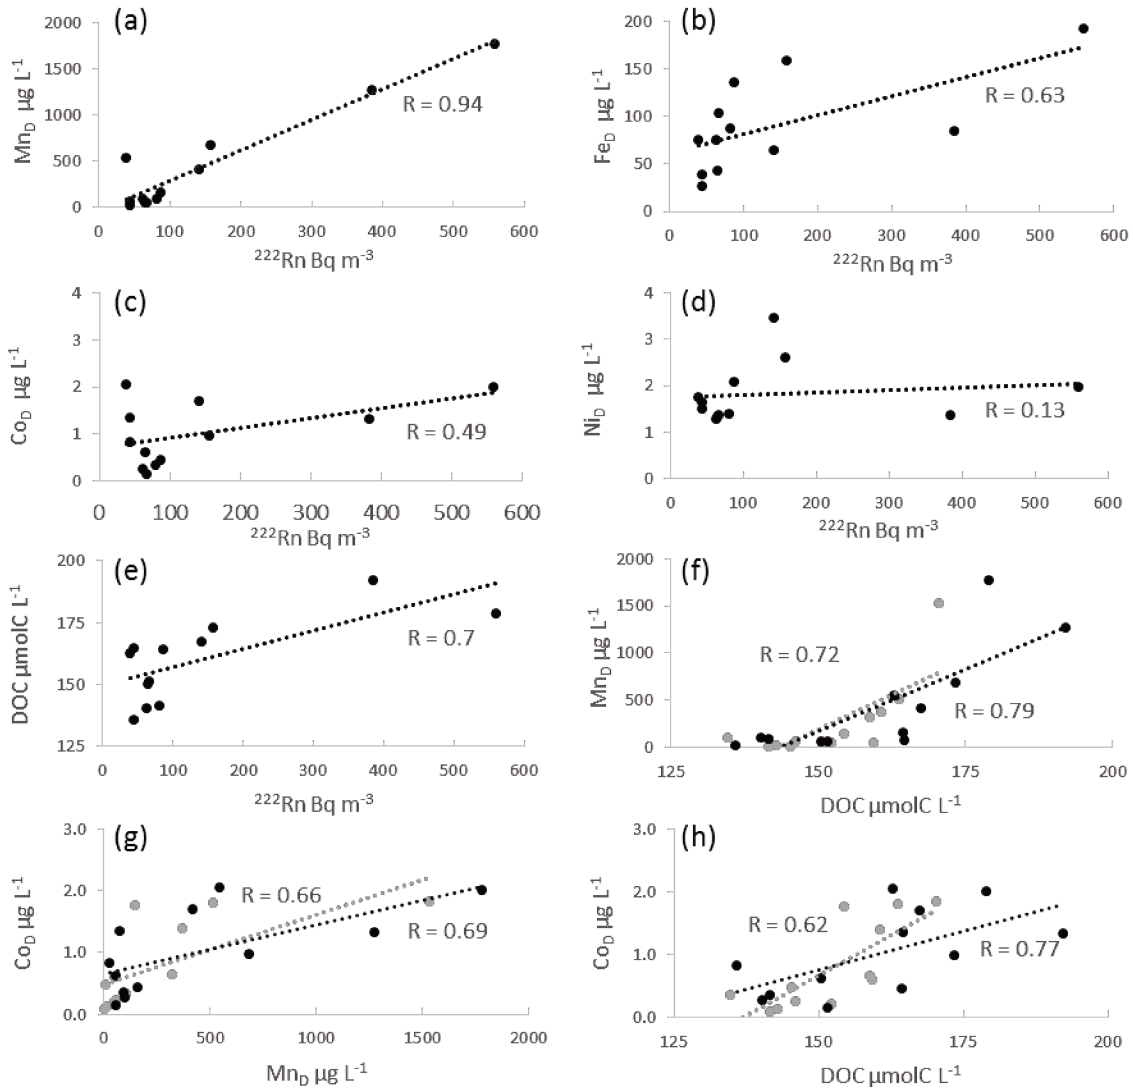 (a)
2000
1500
1000
500
0
Mn_D µg L⁻¹
R = 0.94
0 100 200 300 400 500 600
²²²Rn Bq m⁻³
(b)
200
150
100
50
0
Fe_D µg L⁻¹
R = 0.63
0 100 200 300 400 500 600
²²²Rn Bq m⁻³
(c)
4
3
2
1
0
Co_D µg L⁻¹
R = 0.49
0 100 200 300 400 500 600
²²²Rn Bq m⁻³
(d)
4
3
2
1
0
Ni_D µg L⁻¹
R = 0.13
0 100 200 300 400 500 600
²²²Rn Bq m⁻³
(e)
200
175
150
125
DOC µmolC L⁻¹
R = 0.7
0 100 200 300 400 500 600
²²²Rn Bq m⁻³
(f)
2000
1500
1000
500
0
Mn_D µg L⁻¹
R = 0.72
R = 0.79
125 150 175 200
DOC µmolC L⁻¹
(g)
3.0
2.0
1.0
0.0
Co_D µg L⁻¹
R = 0.66
R = 0.69
0 500 1000 1500 2000
Mn_D µg L⁻¹
(h)
3.0
2.0
1.0
0.0
Co_D µg L⁻¹
R = 0.62
R = 0.77
125 150 175 200
DOC µmolC L⁻¹